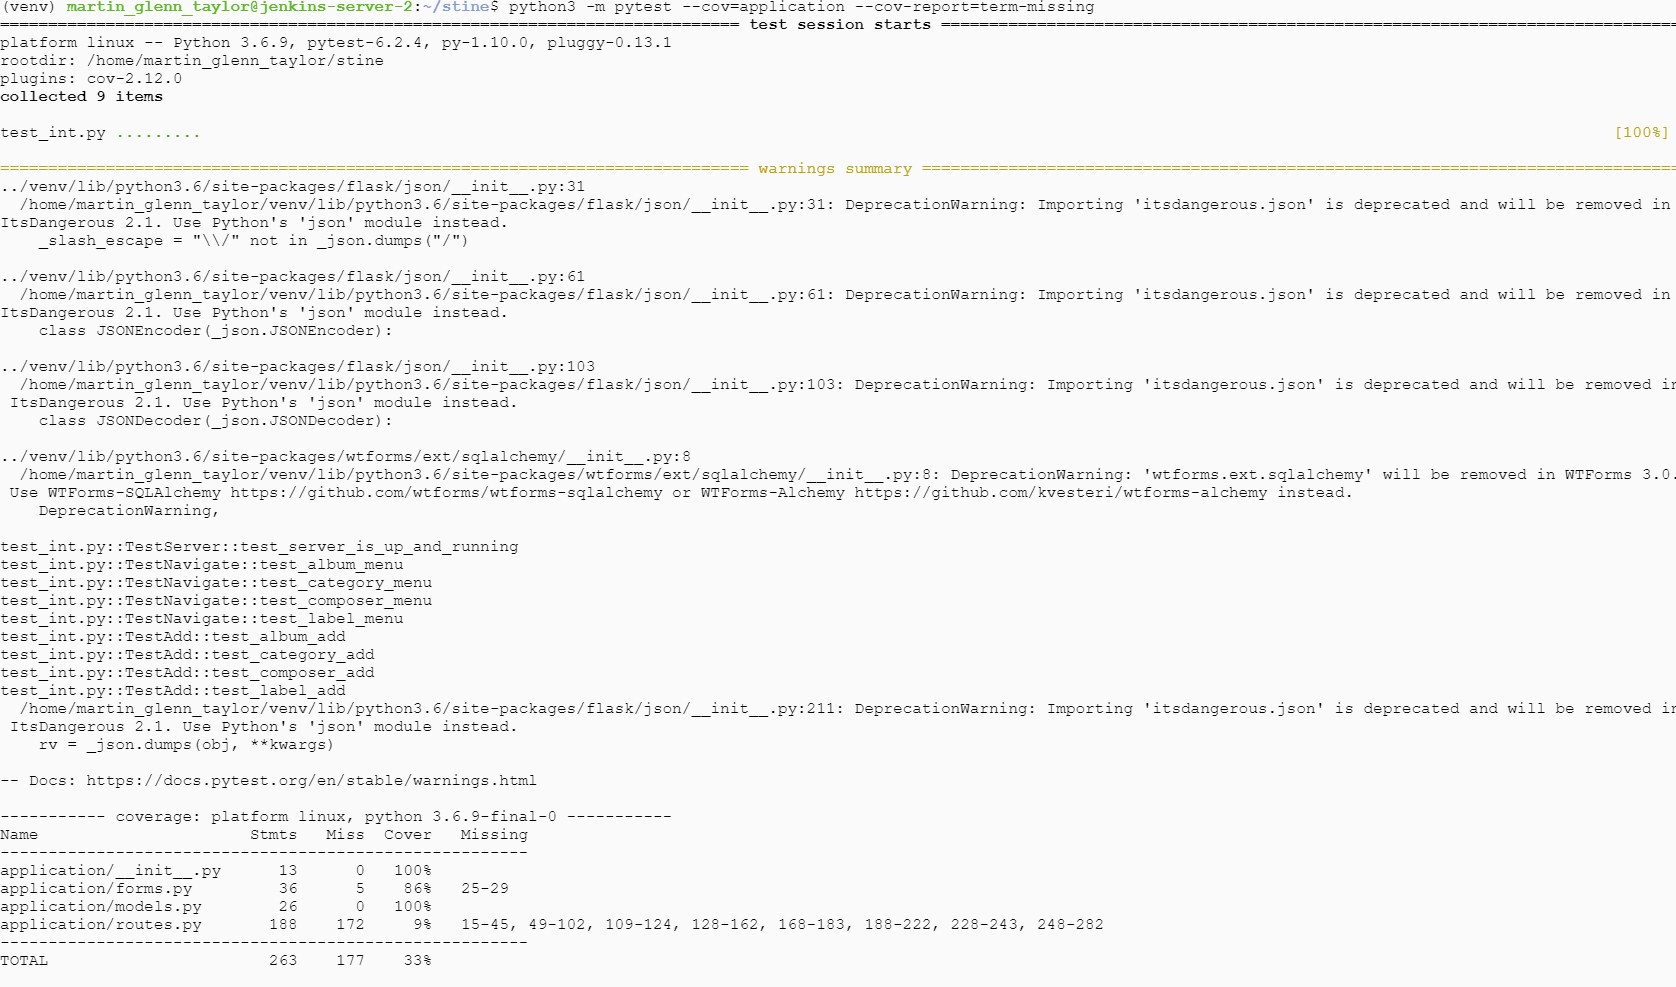 (venv) martin_glenn_taylor@jenkins-server-2:~/stine$ python3 -m pytest --cov=application --cov-report=term-missing
============================================================================= test session starts =============================================================================
platform linux -- Python 3.6.9, pytest-6.2.4, py-1.10.0, pluggy-0.13.1
rootdir: /home/martin_glenn_taylor/stine
plugins: cov-2.12.0
collected 9 items
test_int.py ......... [100%]
============================================================================== warnings summary ===============================================================================
../venv/lib/python3.6/site-packages/flask/json/__init__.py:31
  /home/martin_glenn_taylor/venv/lib/python3.6/site-packages/flask/json/__init__.py:31: DeprecationWarning: Importing 'itsdangerous.json' is deprecated and will be removed in
ItsDangerous 2.1. Use Python's 'json' module instead.
    _slash_escape = "\\/" not in _json.dumps("/")
../venv/lib/python3.6/site-packages/flask/json/__init__.py:61
  /home/martin_glenn_taylor/venv/lib/python3.6/site-packages/flask/json/__init__.py:61: DeprecationWarning: Importing 'itsdangerous.json' is deprecated and will be removed in
ItsDangerous 2.1. Use Python's 'json' module instead.
    class JSONEncoder(_json.JSONEncoder):
../venv/lib/python3.6/site-packages/flask/json/__init__.py:103
  /home/martin_glenn_taylor/venv/lib/python3.6/site-packages/flask/json/__init__.py:103: DeprecationWarning: Importing 'itsdangerous.json' is deprecated and will be removed in
 ItsDangerous 2.1. Use Python's 'json' module instead.
    class JSONDecoder(_json.JSONDecoder):
../venv/lib/python3.6/site-packages/wtforms/ext/sqlalchemy/__init__.py:8
  /home/martin_glenn_taylor/venv/lib/python3.6/site-packages/wtforms/ext/sqlalchemy/__init__.py:8: DeprecationWarning: 'wtforms.ext.sqlalchemy' will be removed in WTForms 3.0.
 Use WTForms-SQLAlchemy https://github.com/wtforms/wtforms-sqlalchemy or WTForms-Alchemy https://github.com/kvesteri/wtforms-alchemy instead.
    DeprecationWarning,
test_int.py::TestServer::test_server_is_up_and_running
test_int.py::TestNavigate::test_album_menu
test_int.py::TestNavigate::test_category_menu
test_int.py::TestNavigate::test_composer_menu
test_int.py::TestNavigate::test_label_menu
test_int.py::TestAdd::test_album_add
test_int.py::TestAdd::test_category_add
test_int.py::TestAdd::test_composer_add
test_int.py::TestAdd::test_label_add
  /home/martin_glenn_taylor/venv/lib/python3.6/site-packages/flask/json/__init__.py:211: DeprecationWarning: Importing 'itsdangerous.json' is deprecated and will be removed in
 ItsDangerous 2.1. Use Python's 'json' module instead.
    rv = _json.dumps(obj, **kwargs)
-- Docs: https://docs.pytest.org/en/stable/warnings.html
----------- coverage: platform linux, python 3.6.9-final-0 -----------
Name                      Stmts   Miss  Cover   Missing
-------------------------------------------------------
application/__init__.py      13      0   100%
application/forms.py         36      5    86%   25-29
application/models.py        26      0   100%
application/routes.py       188    172     9%   15-45, 49-102, 109-124, 128-162, 168-183, 188-222, 228-243, 248-282
-------------------------------------------------------
TOTAL                       263    177    33%